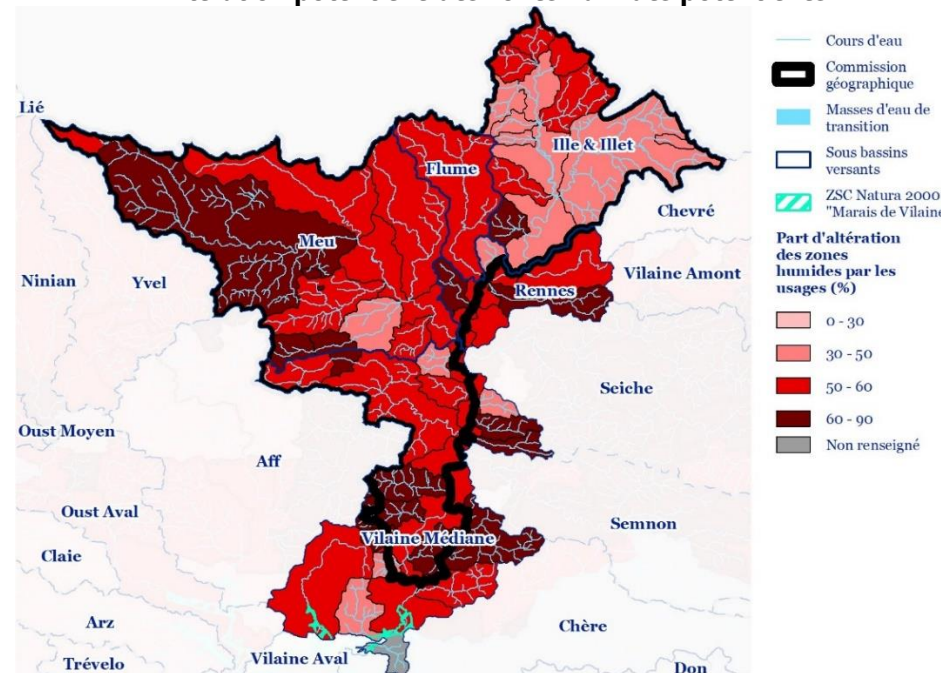 Cours d'eau
Commission
géographique
Masses d'eau de
transition
Sous bassins
versants
ZSC Natura 2000
"Marais de Vilaine
Part d'altération
des zones
humides par les
usages (%)
0 - 30
30 - 50
50 - 60
60 - 90
Non renseigné
Lié
Ille & Illet
Flume
Chevré
Meu
Vilaine Amont
Ninian
Yvel
Rennes
Seiche
Oust Moyen
Aff
Oust Aval
Semnon
Vilaine Médiane
Claie
Arz
Chère
Trévelo
Vilaine Aval
Don